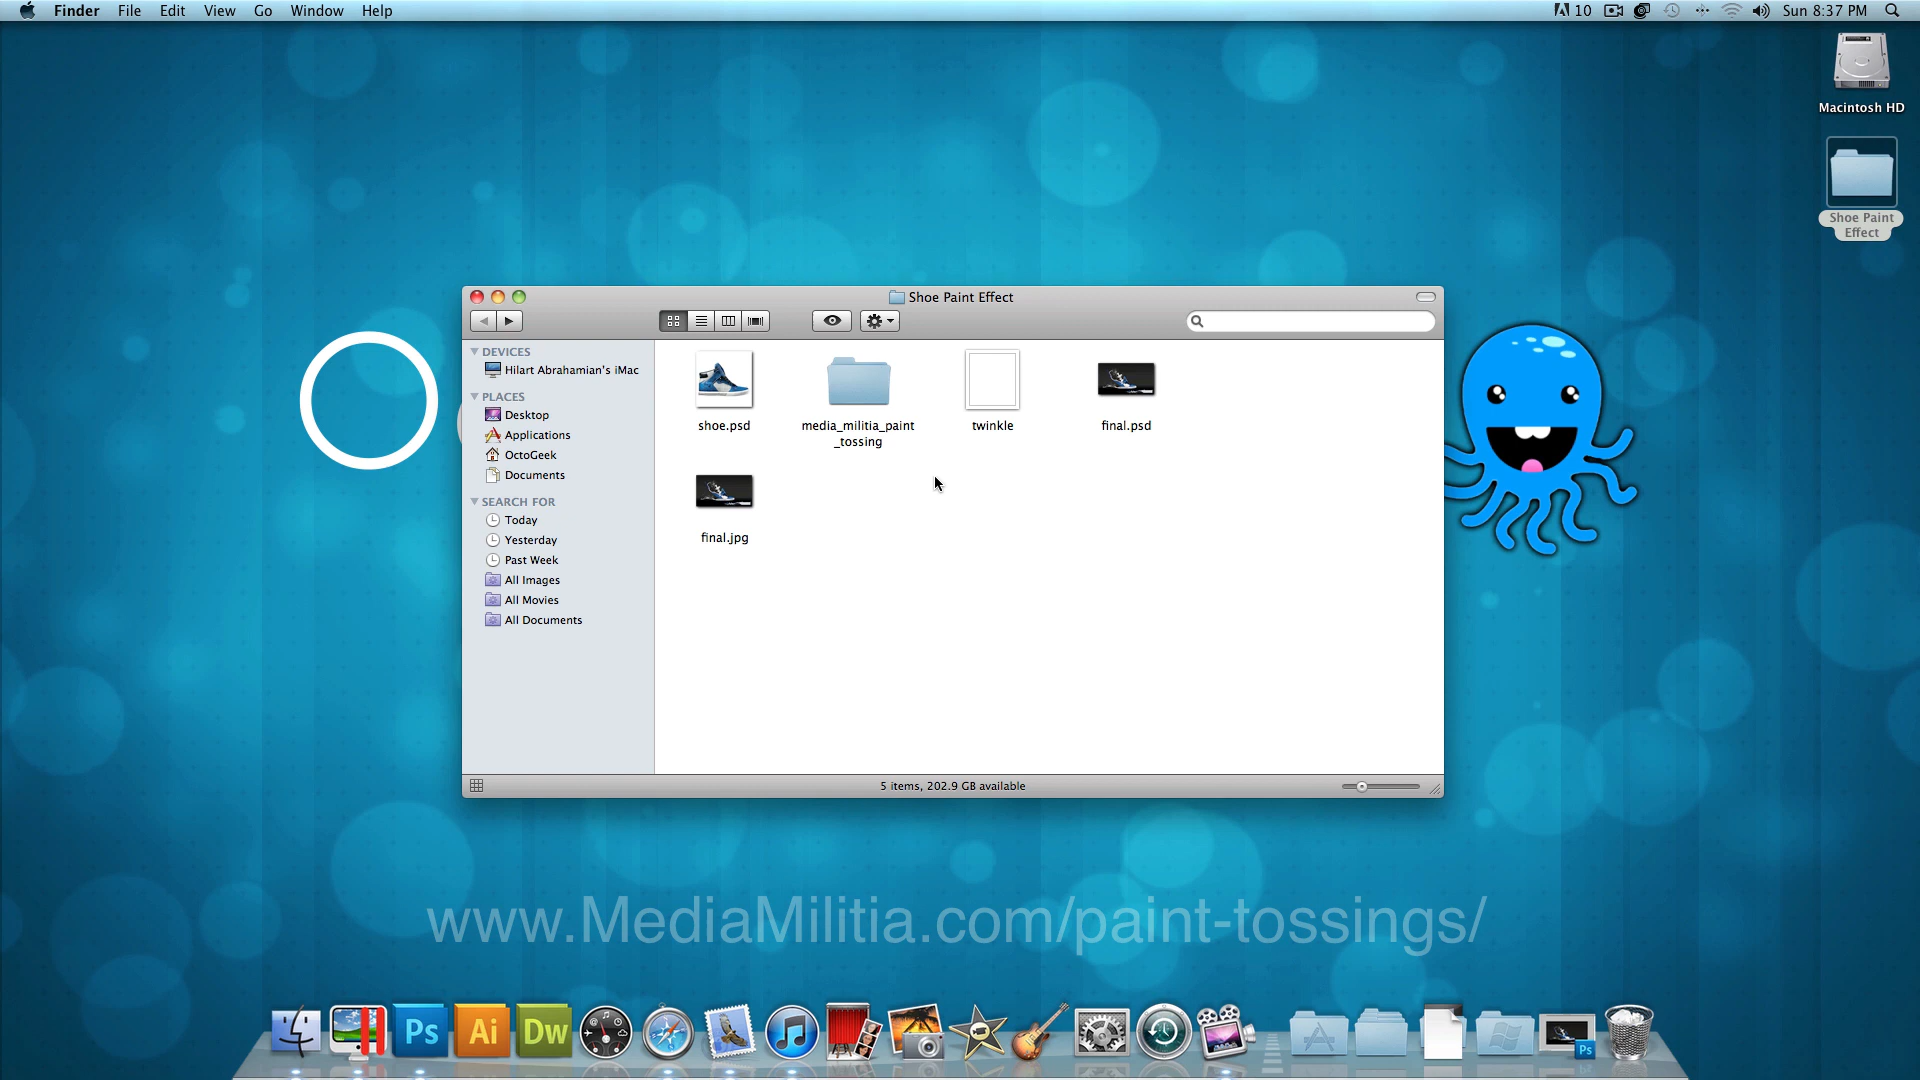 Finder File Edit View Go Window Help
10 Sun 8:37 PM
Macintosh HD
Shoe Paint
Effect
Shoe Paint Effect
DEVICES
Hilart Abrahamian's iMac
PLACES
Desktop
Applications
OctoGeek
Documents
SEARCH FOR
Today
Yesterday
Past Week
All Images
All Movies
All Documents
shoe.psd
media_militia_paint
_tossing
twinkle
final.psd
final.jpg
5 items, 202.9 GB available
www.MediaMilitia.com/paint-tossings/
Ps Ai Dw Ps